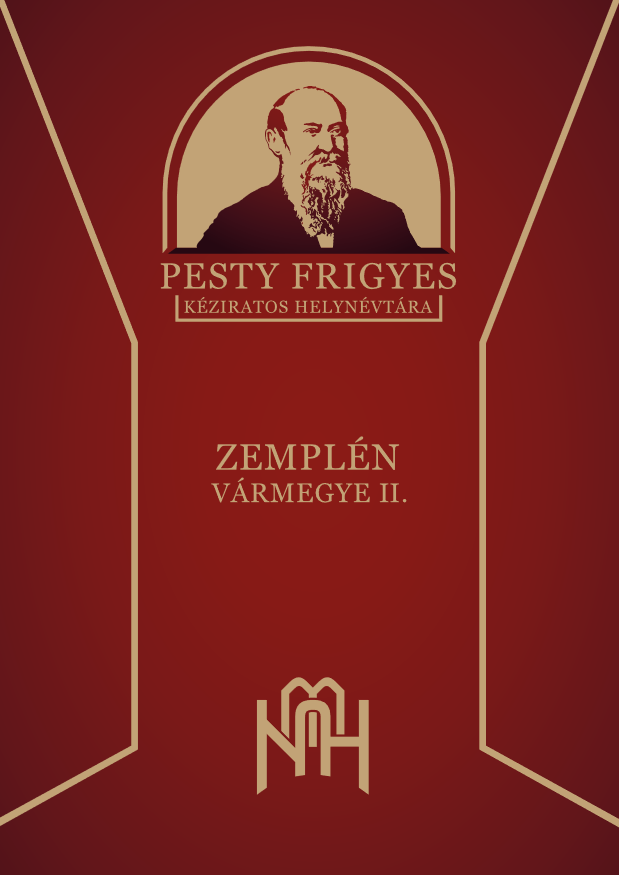 PESTY FRIGYES
KÉZIRATOS HELYNÉVTÁRA
ZEMPLÉN
VÁRMEGYE II.